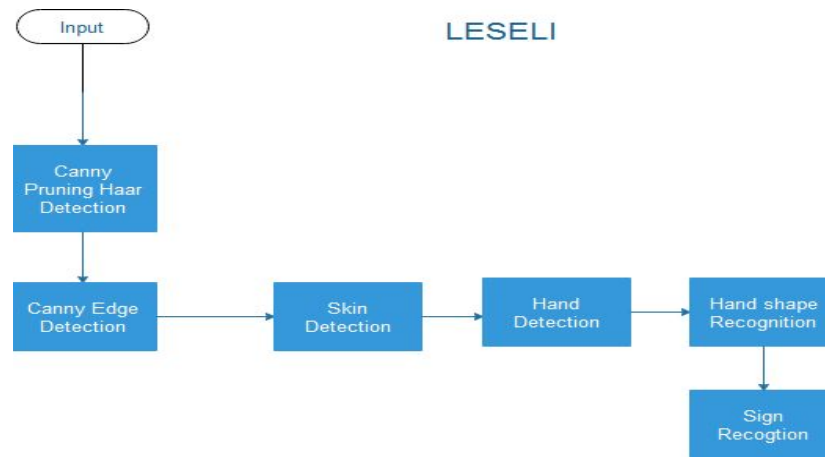 Input
LESELI
Canny
Pruning Haar
Detection
Canny Edge
Detection
Skin
Detection
Hand
Detection
Hand shape
Recognition
Sign
Recogtion